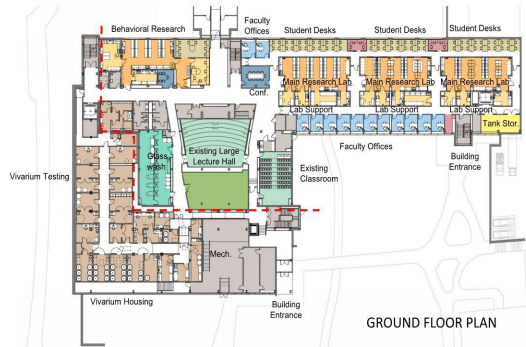 Behavioral Research
Faculty
Offices
Student Desks
Student Desks
Student Desks
Conf.
Main Research Lab
Main Research Lab
Main Research Lab
Lab Support
Lab Support
Lab Support
Tank Stor.
Faculty Offices
Building
Entrance
Glass
wash
Existing Large
Lecture Hall
Existing
Classroom
Vivarium Testing
Mech.
Vivarium Housing
Building
Entrance
GROUND FLOOR PLAN